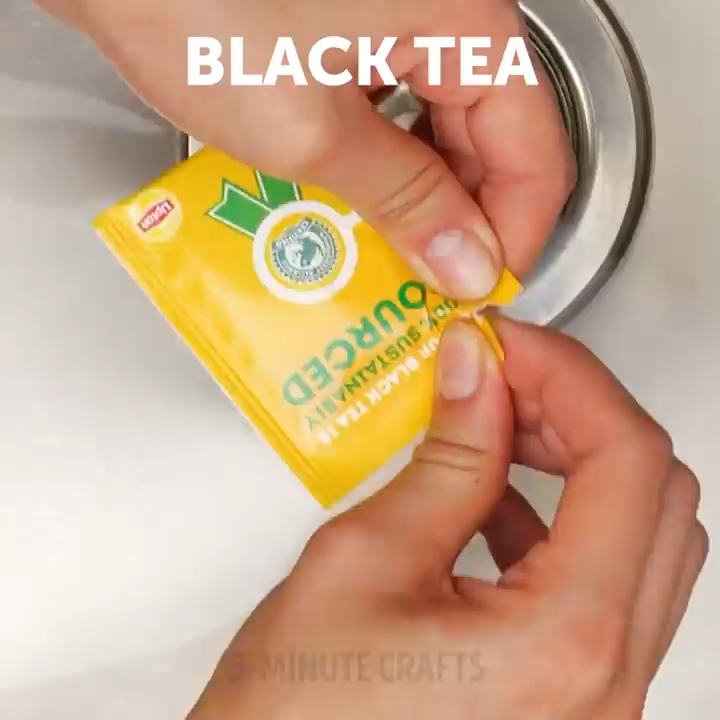 BLACK TEA
Lipton
OUR BLACK TEA IS
100% SUSTAINABLY
SOURCED
5-MINUTE CRAFTS